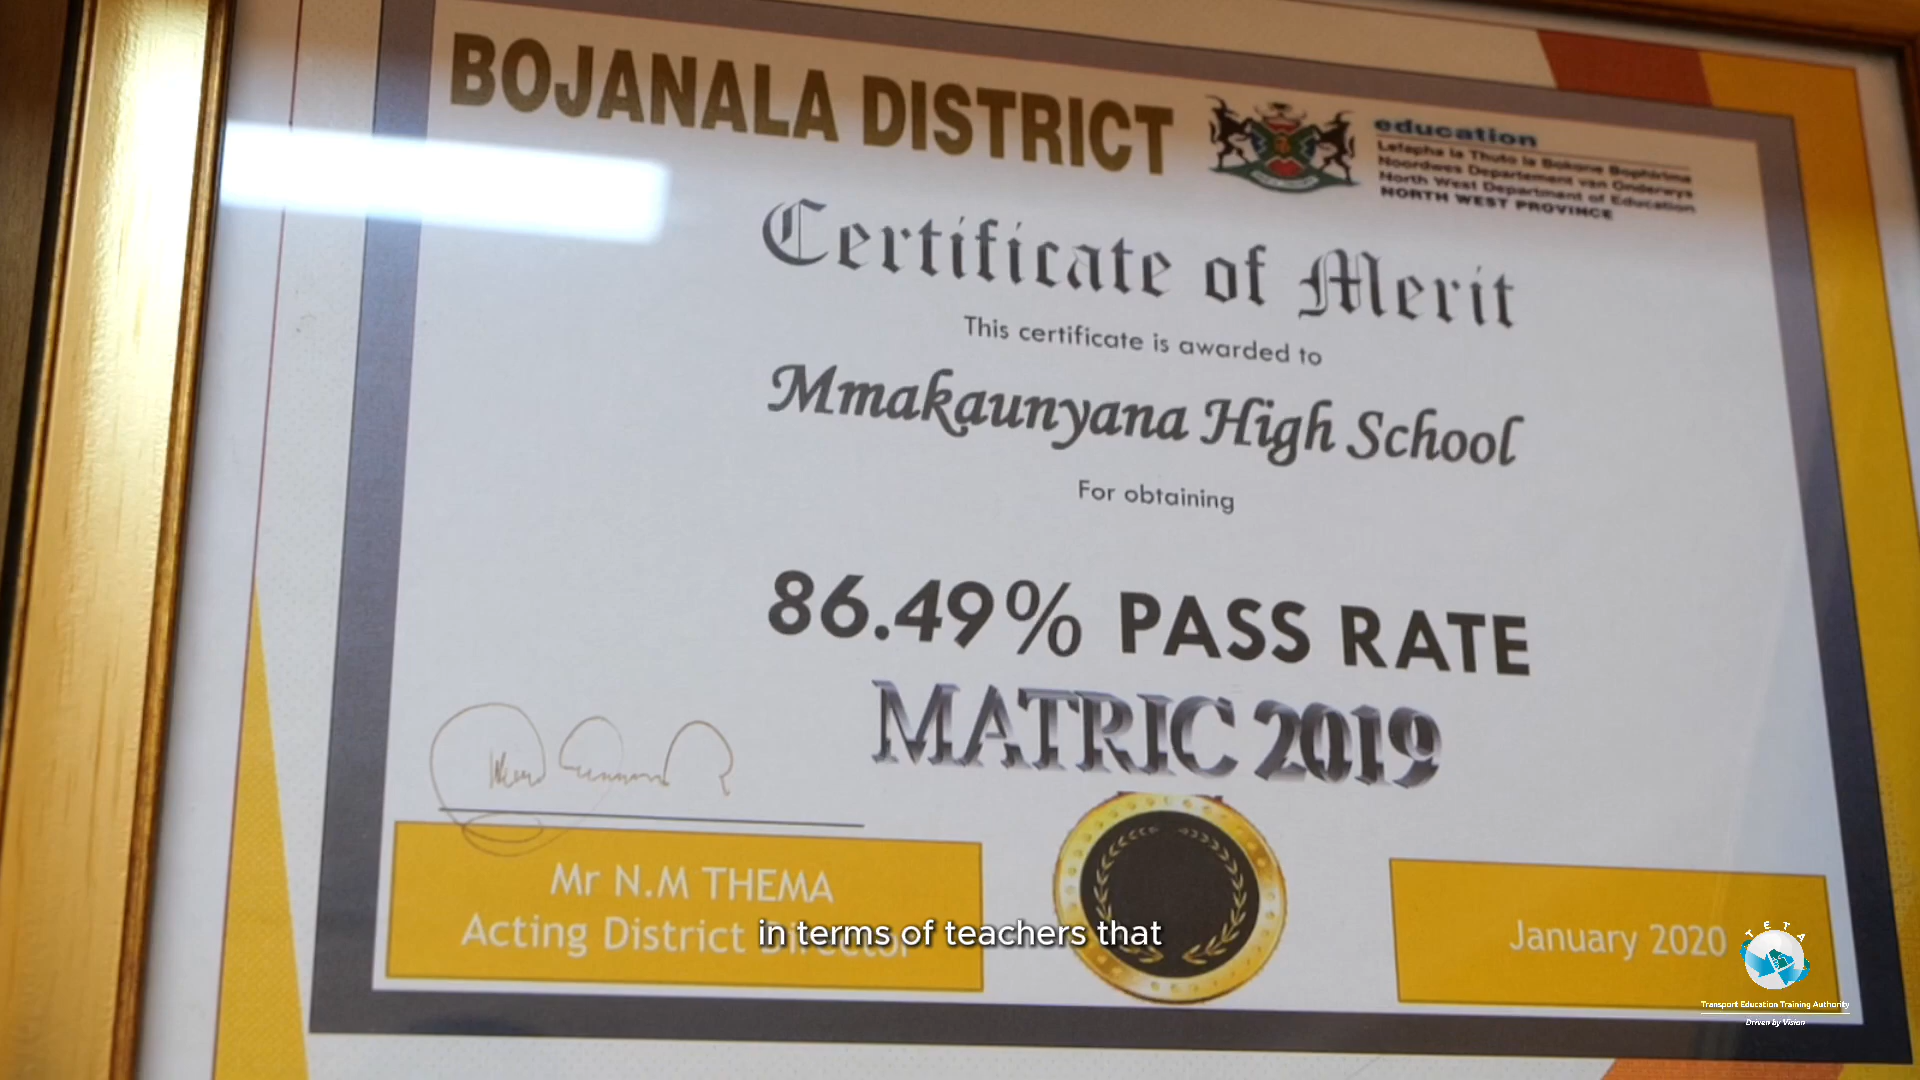 BOJANALA DISTRICT
education
Lefapha la Thuto la Bokone Bophirima
Noordwes Departement van Onderwys
North West Department of Education
NORTH WEST PROVINCE
Certificate of Merit
This certificate is awarded to
Mmakaunyana High School
For obtaining
86.49% PASS RATE
MATRIC 2019
Mr N.M THEMA
Acting District Director
January 2020
in terms of teachers that
TETA
Transport Education Training Authority
Driven by Vision